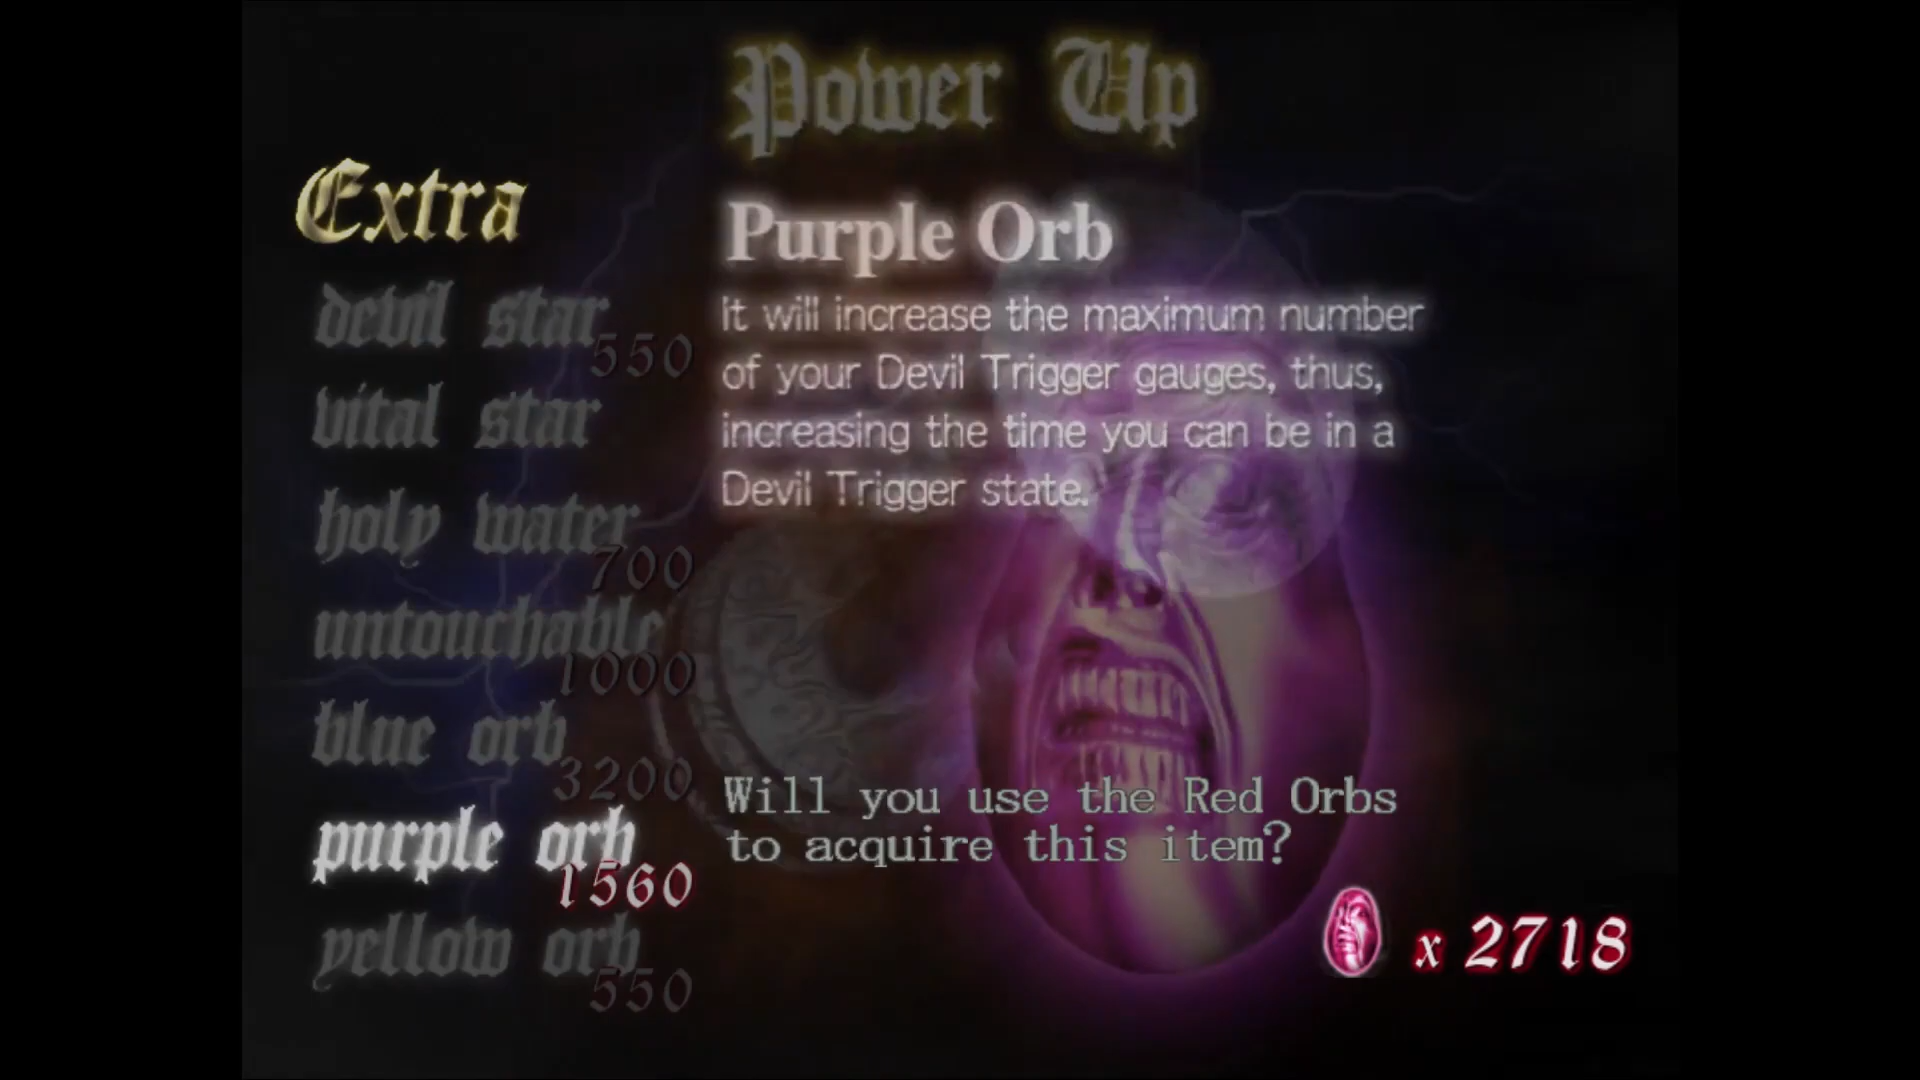 Power Up
Extra
devil star
550
vital star
holy water
700
untouchable
1000
blue orb
3200
purple orb
1560
yellow orb
550
Purple Orb
It will increase the maximum number
of your Devil Trigger gauges, thus,
increasing the time you can be in a
Devil Trigger state.
Will you use the Red Orbs
to acquire this item?
x 2718